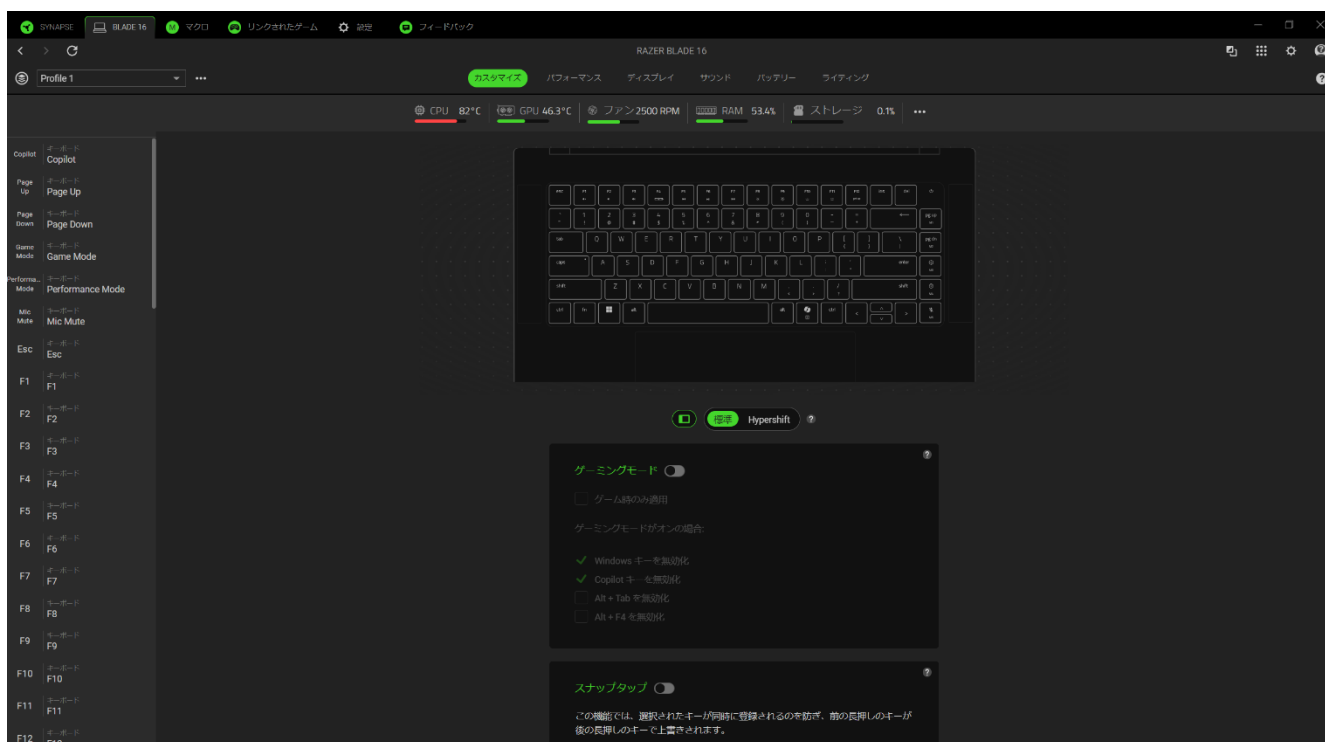 SYNAPSE BLADE 16 マクロ リンクされたゲーム 設定 フィードバック
RAZER BLADE 16
Profile 1 カスタマイズ パフォーマンス ディスプレイ サウンド バッテリー ライティング
CPU 82°C GPU 46.3°C ファン 2500 RPM RAM 53.4% ストレージ 0.1%
Copilot キーボード
Copilot
Page Up キーボード
Page Up
Page Down キーボード
Page Down
Game Mode キーボード
Game Mode
Performa... Mode キーボード
Performance Mode
Mic Mute キーボード
Mic Mute
Esc キーボード
Esc
F1 キーボード
F1
F2 キーボード
F2
F3 キーボード
F3
F4 キーボード
F4
F5 キーボード
F5
F6 キーボード
F6
F7 キーボード
F7
F8 キーボード
F8
F9 キーボード
F9
F10 キーボード
F10
F11 キーボード
F11
F12 キーボード
Q W E R T Y U I O P
A S D F G H J K L
Z X C V B N M
標準 Hypershift
ゲーミングモード
ゲーム時のみ適用
ゲーミングモードがオンの場合:
Windows キーを無効化
Copilot キーを無効化
Alt + Tab を無効化
Alt + F4 を無効化
スナップタップ
この機能では、選択されたキーが同時に登録されるのを防ぎ、前の長押しのキーが
後の長押しのキーで上書きされます。